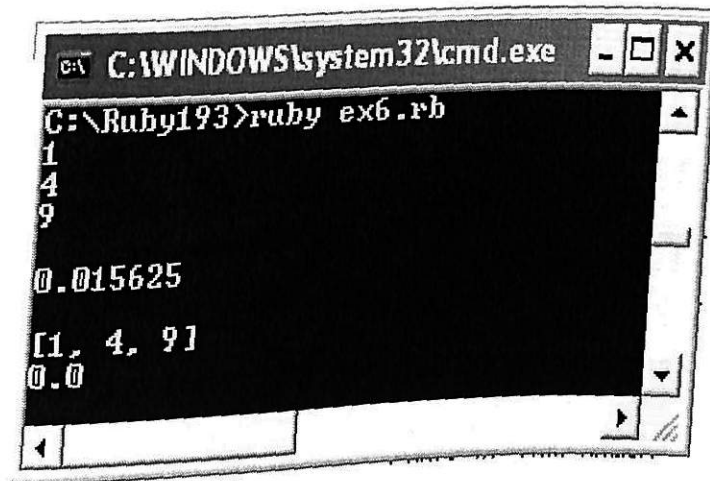 C:\WINDOWS\system32\cmd.exe
C:\Ruby193>ruby ex6.rb
1
4
9
0.015625
[1, 4, 9]
0.0